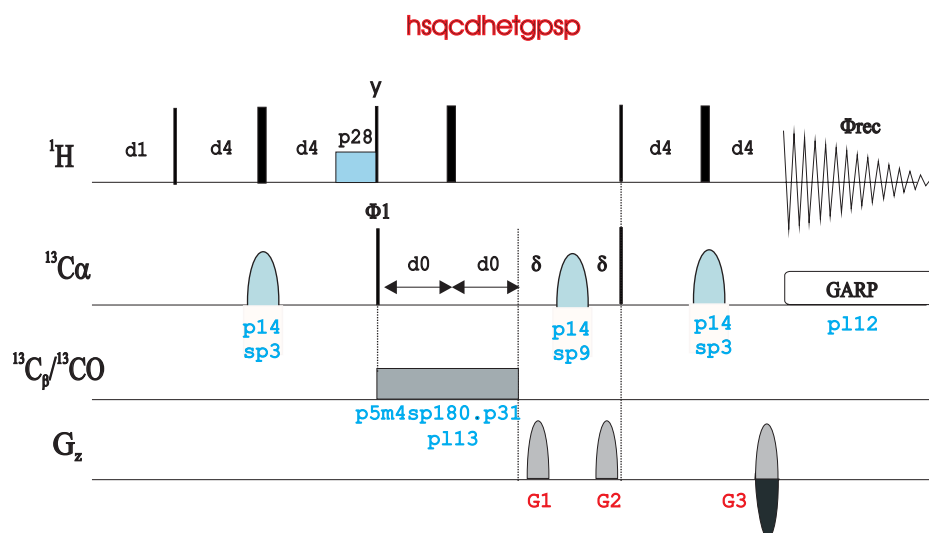 hsqcdhetgpsp
y
¹H d1 d4 d4 p28 d4 d4 Φrec
Φ1
¹³Cα d0 d0 δ δ GARP
p14 p14 p14 pl12
sp3 sp9 sp3
¹³Cβ/¹³CO
p5m4sp180.p31
pl13
Gz
G1 G2 G3